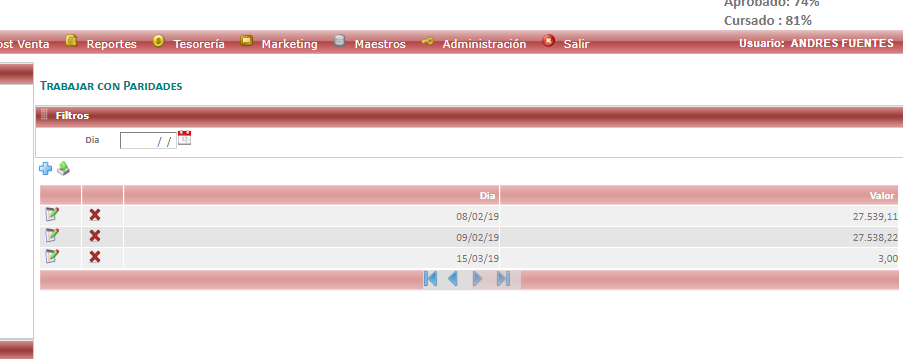 Aprobado: 74%
Cursado : 81%
ost Venta Reportes Tesorería Marketing Maestros Administración Salir Usuario: ANDRES FUENTES
TRABAJAR CON PARIDADES
Filtros
Dia / /
Dia Valor
08/02/19 27.539,11
09/02/19 27.538,22
15/03/19 3,00